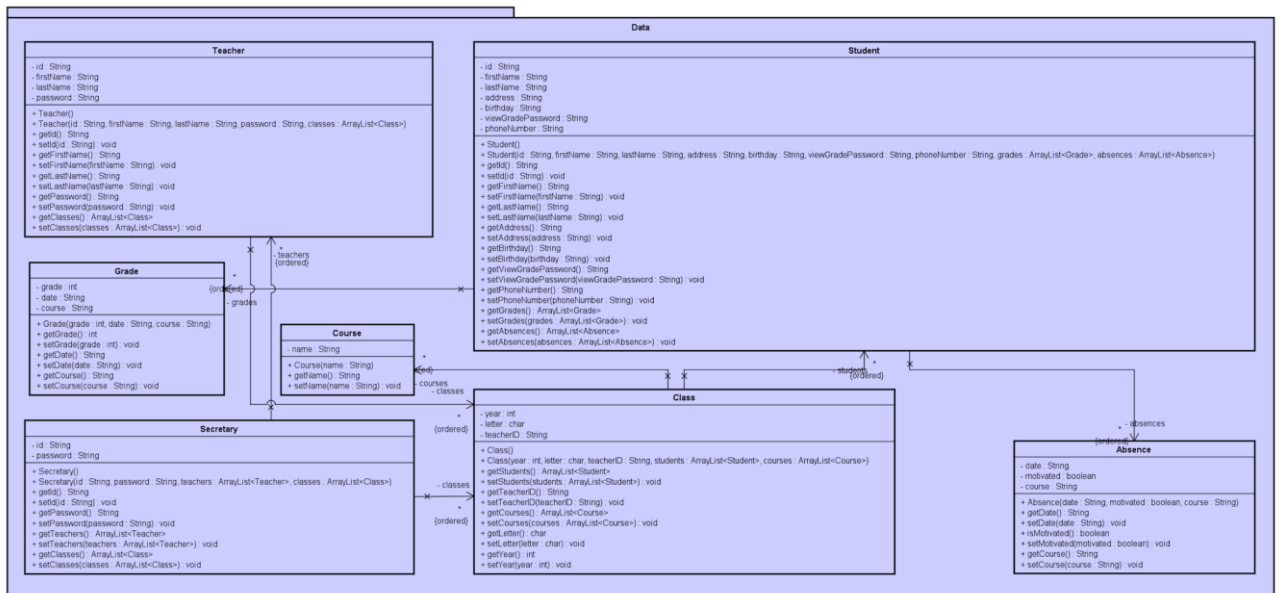 Data
Teacher
- id : String
- firstName : String
- lastName : String
- password : String
+ Teacher()
+ Teacher(id : String, firstName : String, lastName : String, password : String, classes : ArrayList<Class>)
+ getId() : String
+ setId(id : String) : void
+ getFirstName() : String
+ setFirstName(firstName : String) : void
+ getLastName() : String
+ setLastName(lastName : String) : void
+ getPassword() : String
+ setPassword(password : String) : void
+ getClasses() : ArrayList<Class>
+ setClasses(classes : ArrayList<Class>) : void
Student
- id : String
- firstName : String
- lastName : String
- address : String
- birthday : String
- viewGradePassword : String
- phoneNumber : String
+ Student()
+ Student(id : String, firstName : String, lastName : String, address : String, birthday : String, viewGradePassword : String, phoneNumber : String, grades : ArrayList<Grade>, absences : ArrayList<Absence>)
+ getId() : String
+ setId(id : String) : void
+ getFirstName() : String
+ setFirstName(firstName : String) : void
+ getLastName() : String
+ setLastName(lastName : String) : void
+ getAddress() : String
+ setAddress(address : String) : void
+ getBirthday() : String
+ setBirthday(birthday : String) : void
+ getViewGradePassword() : String
+ setViewGradePassword(viewGradePassword : String) : void
+ getPhoneNumber() : String
+ setPhoneNumber(phoneNumber : String) : void
+ getGrades() : ArrayList<Grade>
+ setGrades(grades : ArrayList<Grade>) : void
+ getAbsences() : ArrayList<Absence>
+ setAbsences(absences : ArrayList<Absence>) : void
*
- teachers
{ordered}
Grade
- grade : int
- date : String
- course : String
+ Grade(grade : int, date : String, course : String)
+ getGrade() : int
+ setGrade(grade : int) : void
+ getDate() : String
+ setDate(date : String) : void
+ getCourse() : String
+ setCourse(course : String) : void
*
{ordered}
- grades
Course
- name : String
+ Course(name : String)
+ getName() : String
+ setName(name : String) : void
*
- courses
- classes
*
{ordered}
*
- students
{ordered}
Class
- year : int
- letter : char
- teacherID : String
+ Class()
+ Class(year : int, letter : char, teacherID : String, students : ArrayList<Student>, courses : ArrayList<Course>)
+ getStudents() : ArrayList<Student>
+ setStudents(students : ArrayList<Student>) : void
+ getTeacherID() : String
+ setTeacherID(teacherID : String) : void
+ getCourses() : ArrayList<Course>
+ setCourses(courses : ArrayList<Course>) : void
+ getLetter() : char
+ setLetter(letter : char) : void
+ getYear() : int
+ setYear(year : int) : void
Secretary
- id : String
- password : String
+ Secretary()
+ Secretary(id : String, password : String, teachers : ArrayList<Teacher>, classes : ArrayList<Class>)
+ getId() : String
+ setId(id : String) : void
+ getPassword() : String
+ setPassword(password : String) : void
+ getTeachers() : ArrayList<Teacher>
+ setTeachers(teachers : ArrayList<Teacher>) : void
+ getClasses() : ArrayList<Class>
+ setClasses(classes : ArrayList<Class>) : void
- classes
*
{ordered}
- absences
*
{ordered}
Absence
- date : String
- motivated : boolean
- course : String
+ Absence(date : String, motivated : boolean, course : String)
+ getDate() : String
+ setDate(date : String) : void
+ isMotivated() : boolean
+ setMotivated(motivated : boolean) : void
+ getCourse() : String
+ setCourse(course : String) : void